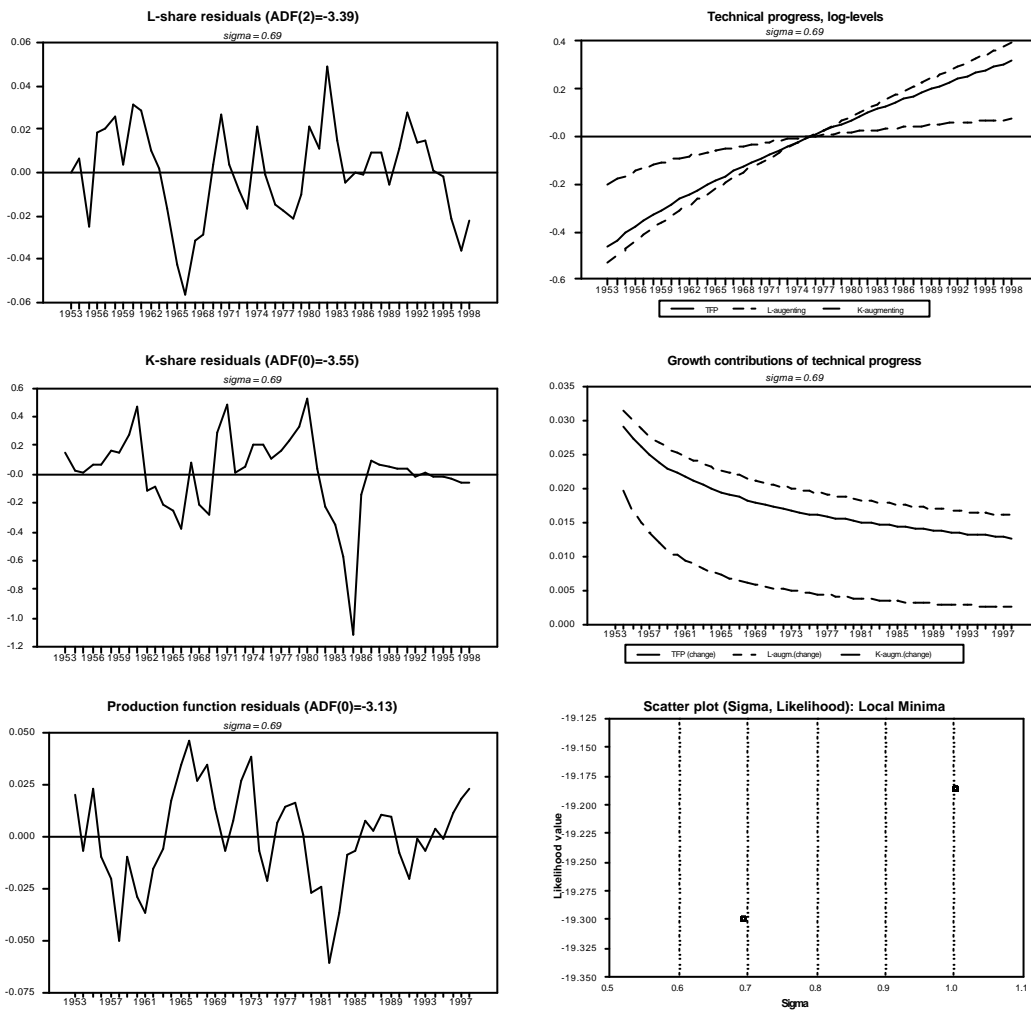 L-share residuals (ADF(2)=-3.39)
sigma = 0.69
0.06
0.04
0.02
0.00
-0.02
-0.04
-0.06
1953 1956 1959 1962 1965 1968 1971 1974 1977 1980 1983 1986 1989 1992 1995 1998
Technical progress, log-levels
sigma = 0.69
0.4
0.2
-0.0
-0.2
-0.4
-0.6
1953 1956 1959 1962 1965 1968 1971 1974 1977 1980 1983 1986 1989 1992 1995 1998
TFP L-augenting K-augmenting
K-share residuals (ADF(0)=-3.55)
sigma = 0.69
0.6
0.4
0.2
-0.0
-0.2
-0.4
-0.6
-0.8
-1.0
-1.2
1953 1956 1959 1962 1965 1968 1971 1974 1977 1980 1983 1986 1989 1992 1995 1998
Growth contributions of technical progress
sigma = 0.69
0.035
0.030
0.025
0.020
0.015
0.010
0.005
0.000
1953 1957 1961 1965 1969 1973 1977 1981 1985 1989 1993 1997
TFP (change) L-augm.(change) K-augm.(change)
Production function residuals (ADF(0)=-3.13)
sigma = 0.69
0.050
0.025
0.000
-0.025
-0.050
-0.075
1953 1957 1961 1965 1969 1973 1977 1981 1985 1989 1993 1997
Scatter plot (Sigma, Likelihood): Local Minima
Likelihood value
-19.125
-19.150
-19.175
-19.200
-19.225
-19.250
-19.275
-19.300
-19.325
-19.350
0.5 0.6 0.7 0.8 0.9 1.0 1.1
Sigma